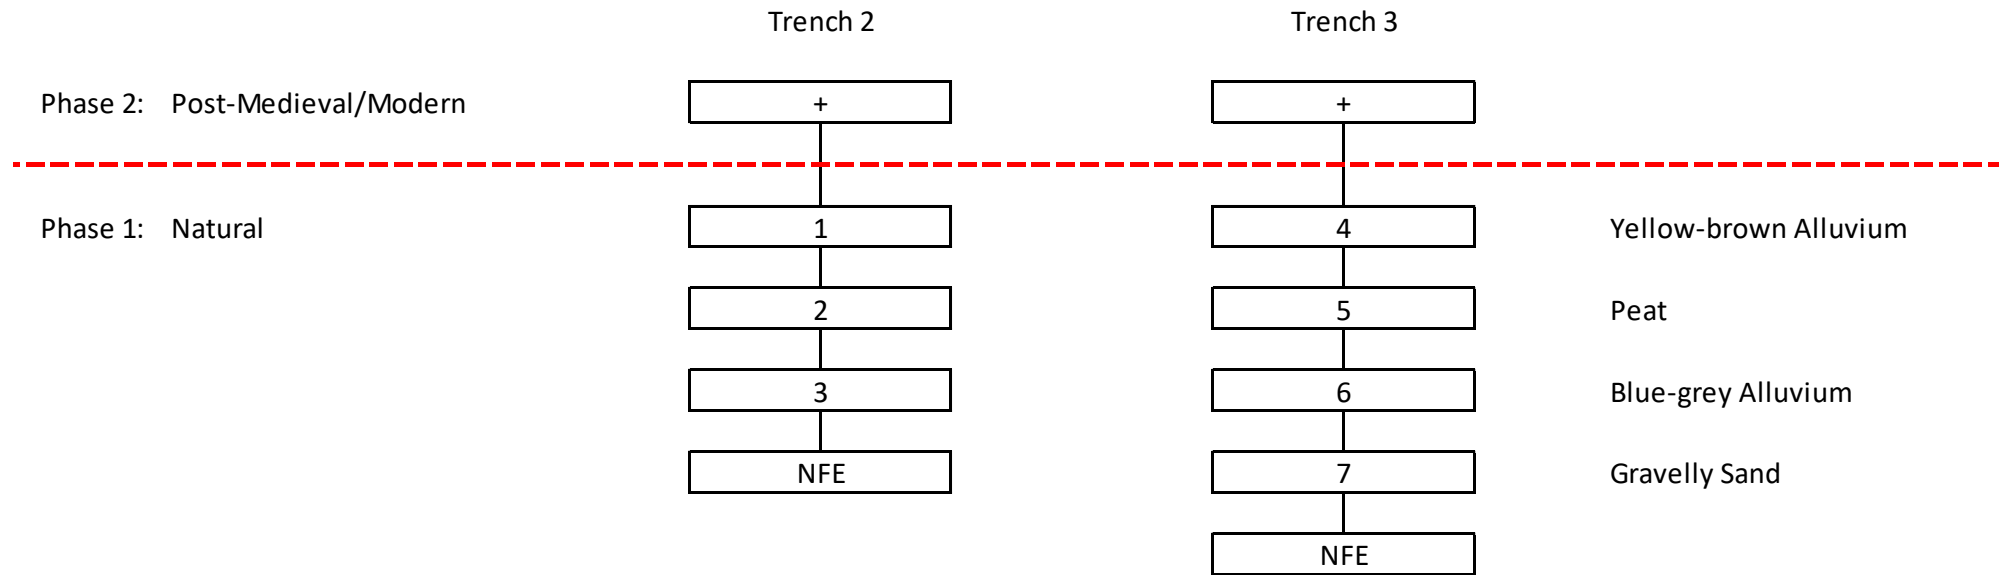 Trench 2 Trench 3
Phase 2: Post-Medieval/Modern + +
Phase 1: Natural 1 4 Yellow-brown Alluvium
2 5 Peat
3 6 Blue-grey Alluvium
NFE 7 Gravelly Sand
NFE